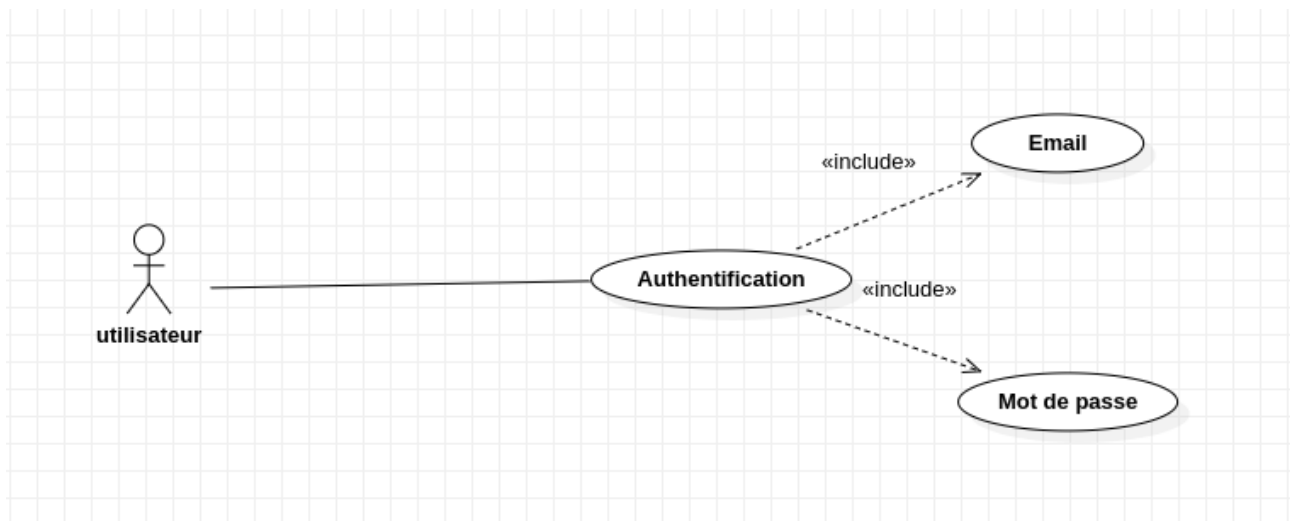 Email
«include»
Authentification
«include»
utilisateur
Mot de passe